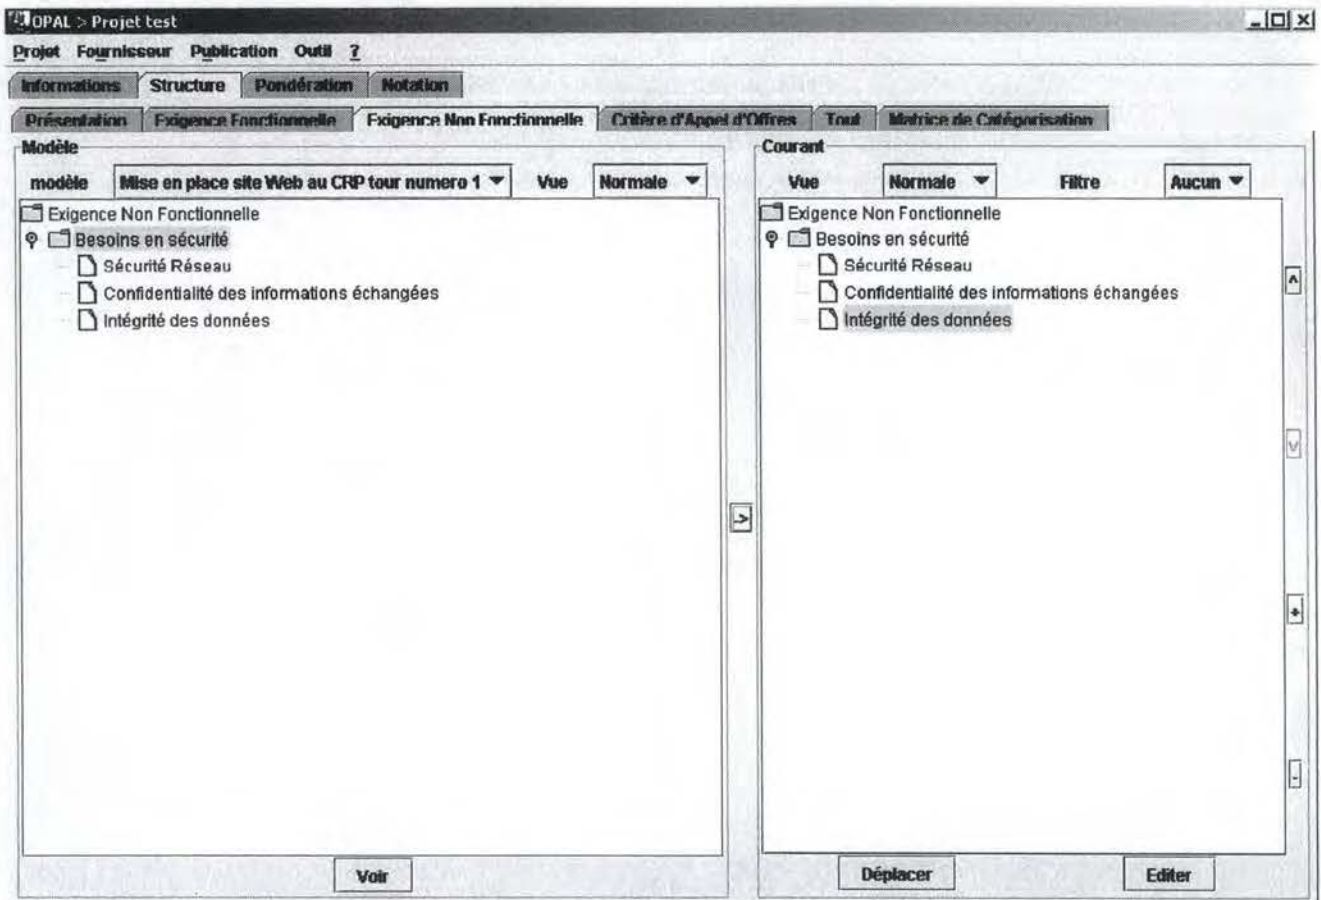 OPAL > Projet test
Projet Fournisseur Publication Outil ?
Informations Structure Pondération Notation
Présentation Exigence Fonctionnelle Exigence Non Fonctionnelle Critère d'Appel d'Offres Tout Matrice de Catégorisation
Modèle
modèle Mise en place site Web au CRP tour numero 1 Vue Normale
Exigence Non Fonctionnelle
Besoins en sécurité
Sécurité Réseau
Confidentialité des informations échangées
Intégrité des données
Voir
->
Courant
Vue Normale Filtre Aucun
Exigence Non Fonctionnelle
Besoins en sécurité
Sécurité Réseau
Confidentialité des informations échangées
Intégrité des données
^
v
+
-
Déplacer Editer